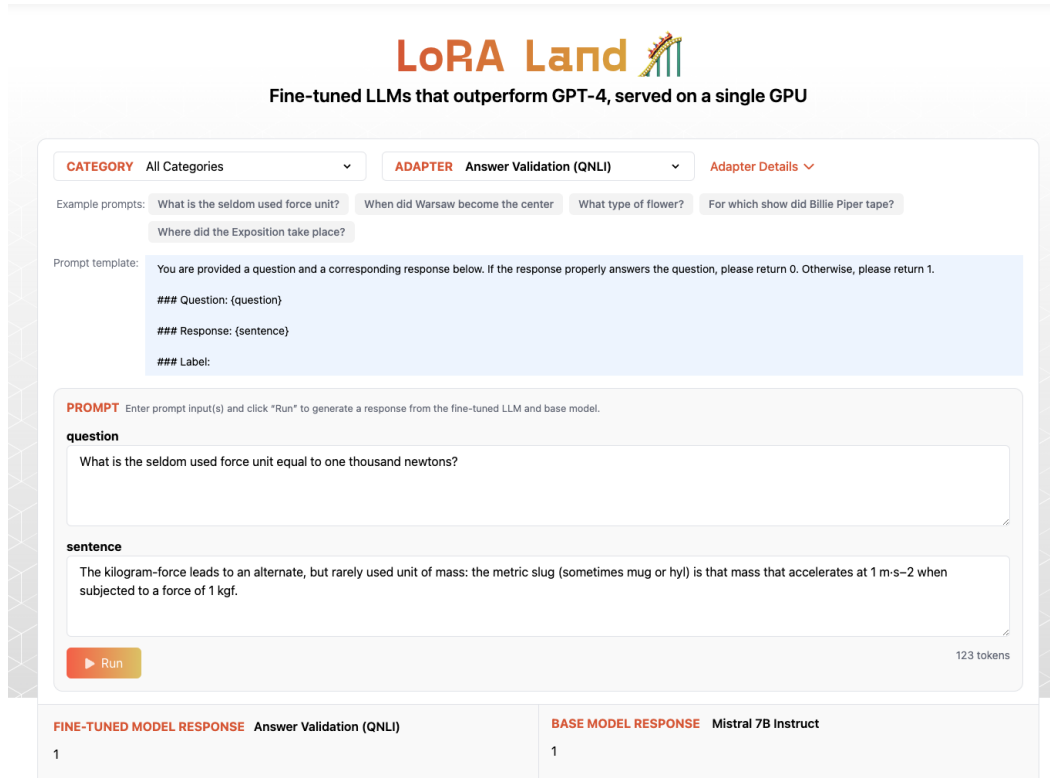 LoRA Land
Fine-tuned LLMs that outperform GPT-4, served on a single GPU
CATEGORY All Categories
ADAPTER Answer Validation (QNLI)
Adapter Details
Example prompts: What is the seldom used force unit? When did Warsaw become the center What type of flower? For which show did Billie Piper tape?
Where did the Exposition take place?
Prompt template:
You are provided a question and a corresponding response below. If the response properly answers the question, please return 0. Otherwise, please return 1.
### Question: {question}
### Response: {sentence}
### Label:
PROMPT Enter prompt input(s) and click “Run” to generate a response from the fine-tuned LLM and base model.
question
What is the seldom used force unit equal to one thousand newtons?
sentence
The kilogram-force leads to an alternate, but rarely used unit of mass: the metric slug (sometimes mug or hyl) is that mass that accelerates at 1 m·s−2 when
subjected to a force of 1 kgf.
Run
123 tokens
FINE-TUNED MODEL RESPONSE Answer Validation (QNLI)
1
BASE MODEL RESPONSE Mistral 7B Instruct
1